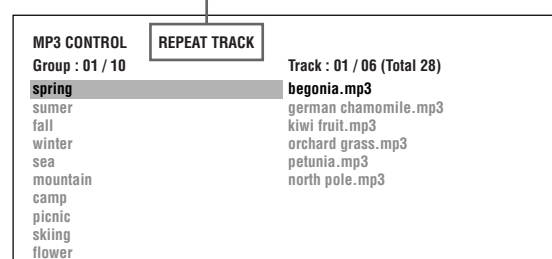 MP3 CONTROL REPEAT TRACK
Group : 01 / 10 Track : 01 / 06 (Total 28)
spring begonia.mp3
sumer german chamomile.mp3
fall kiwi fruit.mp3
winter orchard grass.mp3
sea petunia.mp3
mountain north pole.mp3
camp
picnic
skiing
flower